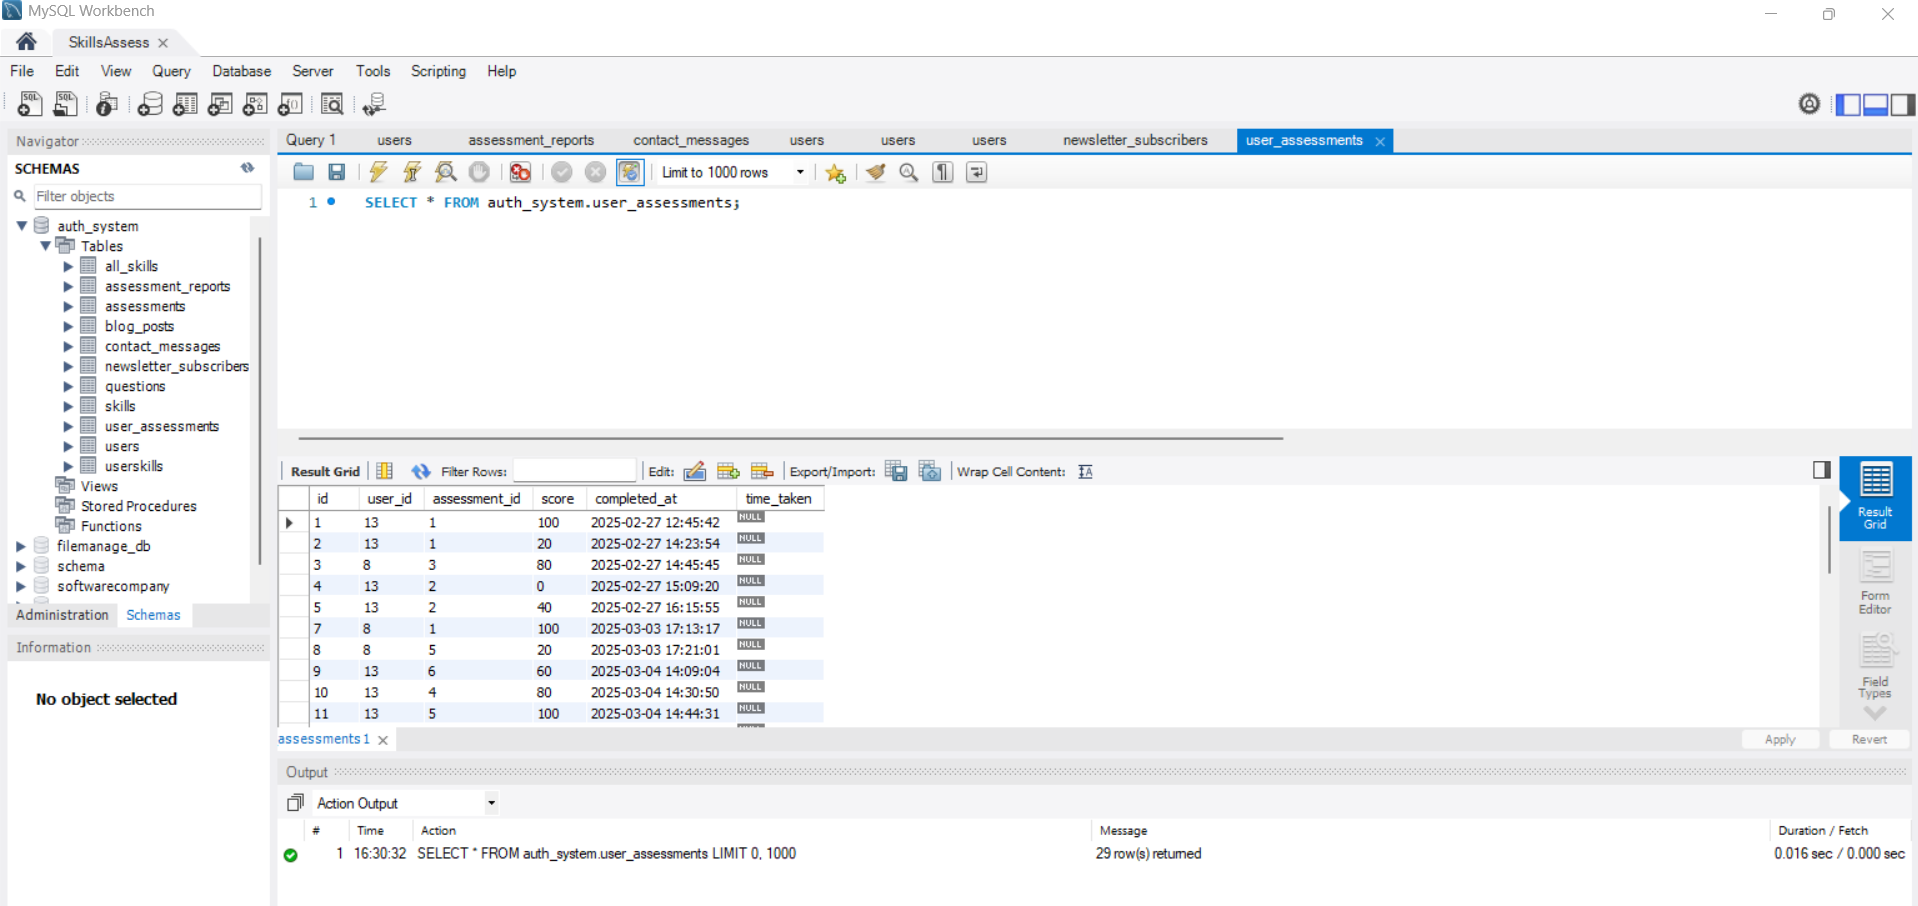 MySQL Workbench
SkillsAssess
File Edit View Query Database Server Tools Scripting Help
Navigator
SCHEMAS
Filter objects
auth_system
Tables
all_skills
assessment_reports
assessments
blog_posts
contact_messages
newsletter_subscribers
questions
skills
user_assessments
users
userskills
Views
Stored Procedures
Functions
filemanage_db
schema
softwarecompany
Administration Schemas
Information
No object selected
Query 1 users assessment_reports contact_messages users users users newsletter_subscribers user_assessments
Limit to 1000 rows
1 SELECT * FROM auth_system.user_assessments;
Result Grid Filter Rows: Edit: Export/Import: Wrap Cell Content:
id user_id assessment_id score completed_at time_taken
1 13 1 100 2025-02-27 12:45:42 NULL
2 13 1 20 2025-02-27 14:23:54 NULL
3 8 3 80 2025-02-27 14:45:45 NULL
4 13 2 0 2025-02-27 15:09:20 NULL
5 13 2 40 2025-02-27 16:15:55 NULL
7 8 1 100 2025-03-03 17:13:17 NULL
8 8 5 20 2025-03-03 17:21:01 NULL
9 13 6 60 2025-03-04 14:09:04 NULL
10 13 4 80 2025-03-04 14:30:50 NULL
11 13 5 100 2025-03-04 14:44:31 NULL
Result
Grid
Form
Editor
Field
Types
assessments 1
Apply Revert
Output
Action Output
# Time Action Message Duration / Fetch
1 16:30:32 SELECT * FROM auth_system.user_assessments LIMIT 0, 1000 29 row(s) returned 0.016 sec / 0.000 sec